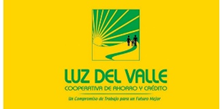 LUZ DEL VALLE
COOPERATIVA DE AHORRO Y CRÉDITO
Un Compromiso de Trabajo para un Futuro Mejor